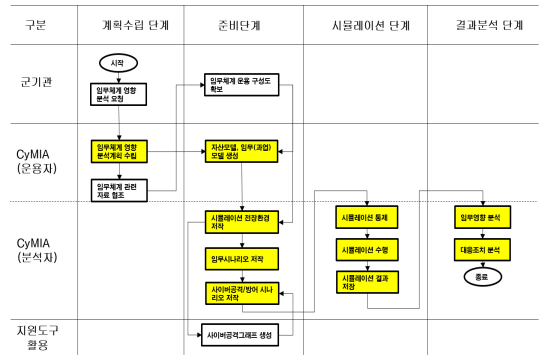 구분
계획수립 단계
준비단계
시뮬레이션 단계
결과분석 단계
군기관
시작
임무체계 영향
분석 요청
임무체계 운용 구성도
확보
CyMIA
(운용자)
임무체계 영향
분석계획 수립
자산모델, 임무(과업)
모델 생성
임무체계 관련
자료 협조
CyMIA
(분석자)
시뮬레이션 전장환경
저작
시뮬레이션 통제
임무영향 분석
임무시나리오 저작
시뮬레이션 수행
대응조치 분석
사이버공격/방어 시나
리오 저작
시뮬레이션 결과
저장
종료
지원도구
활용
사이버공격그래프 생성